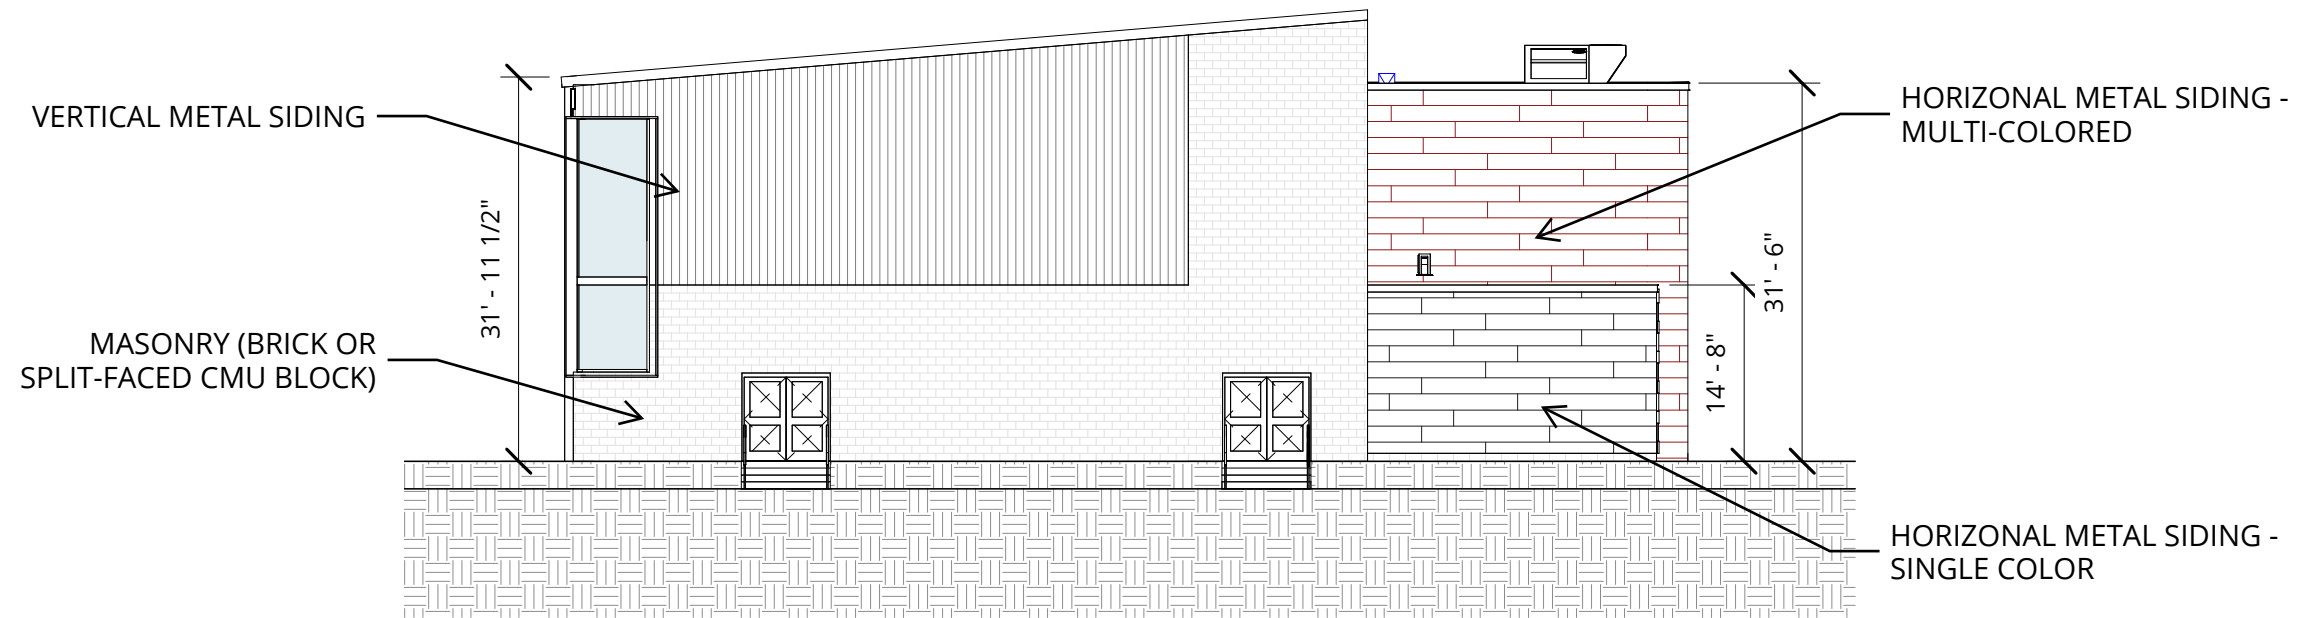 VERTICAL METAL SIDING
31' - 11 1/2"
MASONRY (BRICK OR
SPLIT-FACED CMU BLOCK)
HORIZONAL METAL SIDING -
MULTI-COLORED
31' - 6"
14' - 8"
HORIZONAL METAL SIDING -
SINGLE COLOR